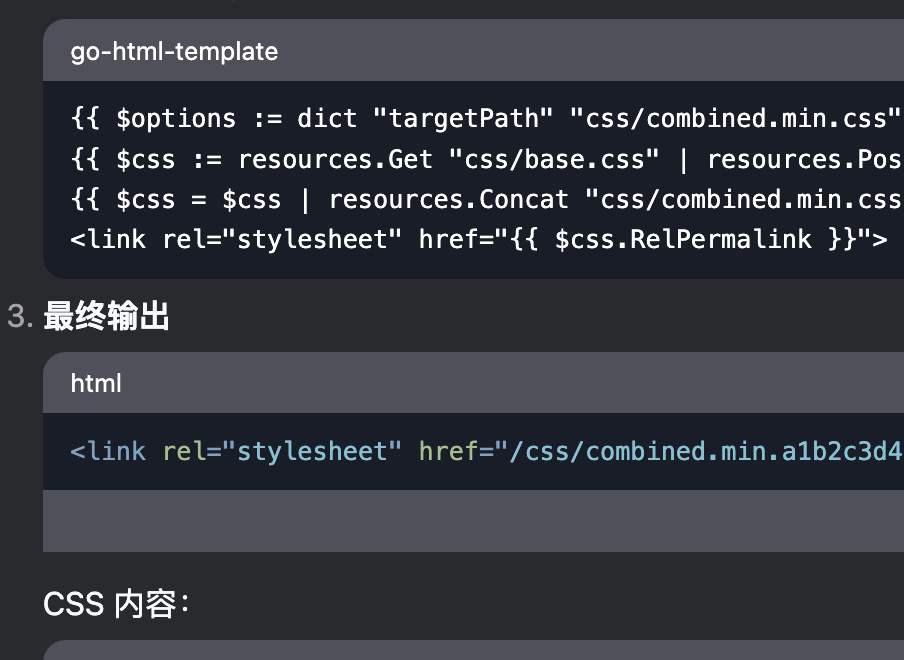 go-html-template
{{ $options := dict "targetPath" "css/combined.min.css"
{{ $css := resources.Get "css/base.css" | resources.Pos
{{ $css = $css | resources.Concat "css/combined.min.css
<link rel="stylesheet" href="{{ $css.RelPermalink }}">
3. 最终输出
html
<link rel="stylesheet" href="/css/combined.min.a1b2c3d4
CSS 内容：